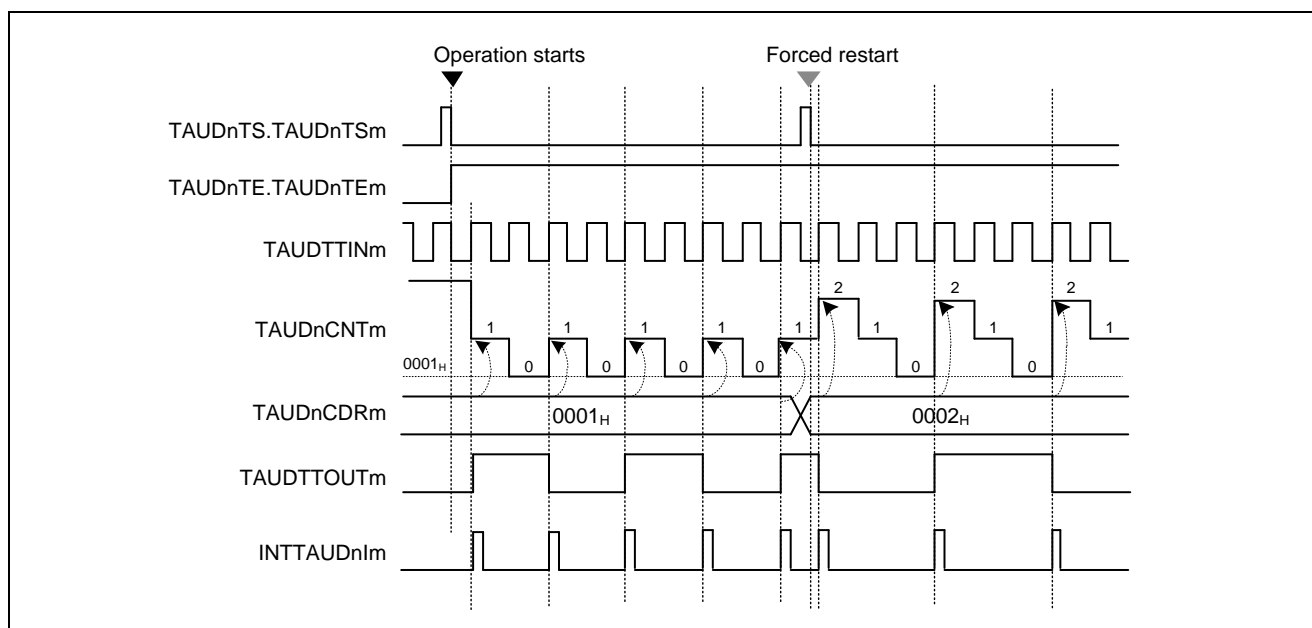 Operation starts Forced restart
TAUDnTS.TAUDnTSm
TAUDnTE.TAUDnTEm
TAUDTTINm
2 2 2
TAUDnCNTm 1 1 1 1 1 1 1 1
0001H 0 0 0 0 0 0
TAUDnCDRm 0001H 0002H
TAUDTTOUTm
INTTAUDnIm